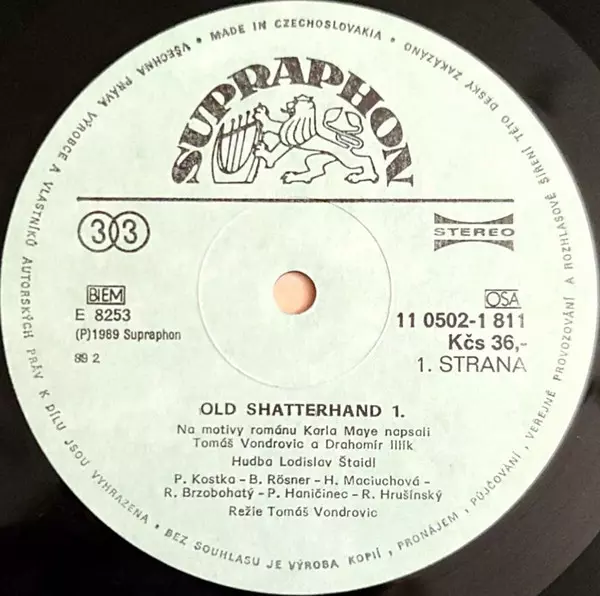 VŠECHNA PRÁVA VÝROBCE A VLASTNÍKŮ AUTORSKÝCH PRÁV K DÍLU JSOU VYHRAZENA • BEZ SOUHLASU JE VÝROBA KOPIÍ, PRONÁJEM, PŮJČOVÁNÍ, VEREJNÉ PROVOZOVÁNÍ A ROZHLASOVÉ ŠÍŘENÍ TÉTO DESKY ZAKÁZÁNO • MADE IN CZECHOSLOVAKIA •
SUPRAPHON
33
STEREO
BIEM
E 8253
(P)1989 Supraphon
89 2
OSA
11 0502-1 811
Kčs 36,-
1. STRANA
OLD SHATTERHAND 1.
Na motivy románu Karla Maye napsali
Tomáš Vondrovic a Drahomír Illík
Hudba Ladislav Štaidl
P. Kostka - B. Rösner - H. Maciuchová -
R. Brzobohatý - P. Haničinec - R. Hrušínský
Režie Tomáš Vondrovic